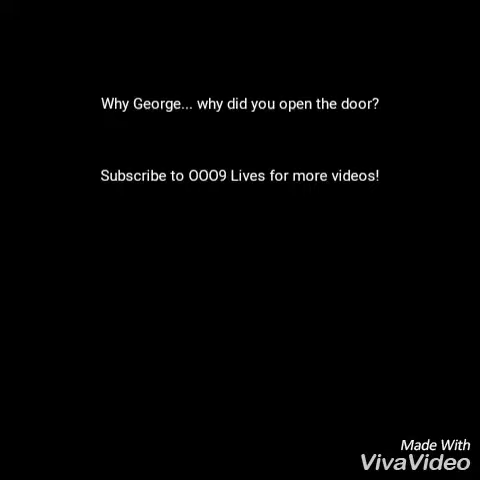 Why George... why did you open the door?
Subscribe to OOO9 Lives for more videos!
Made With
VivaVideo